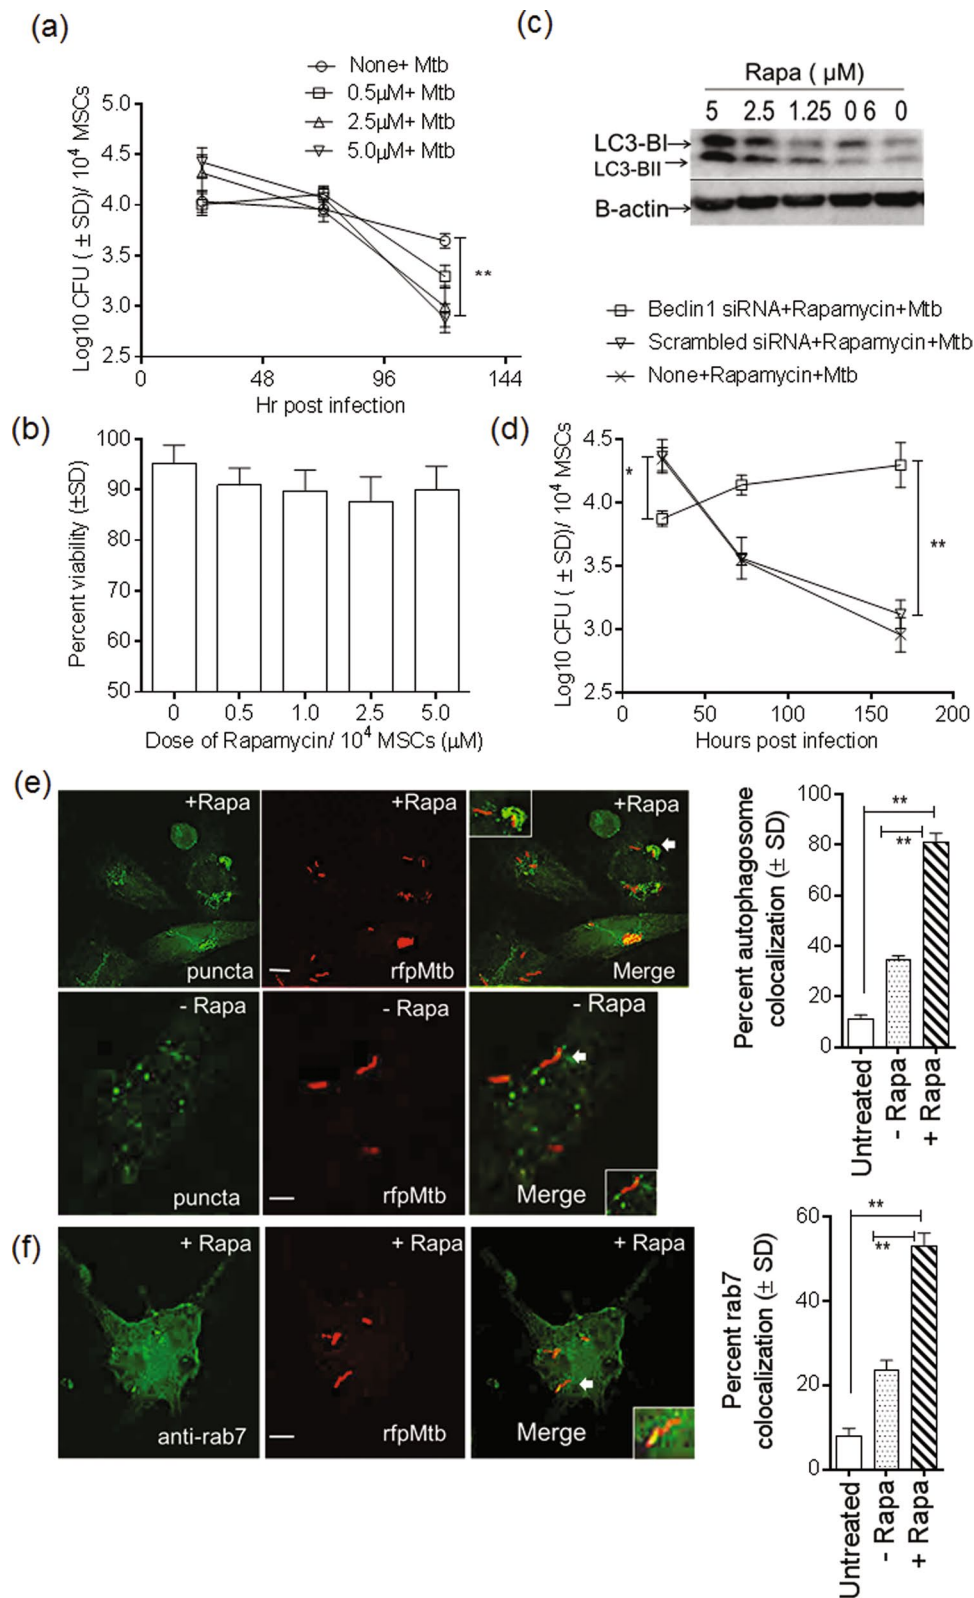 (a)
None+ Mtb
0.5µM+ Mtb
2.5µM+ Mtb
5.0µM+ Mtb
Log10 CFU ( ± SD)/ 10⁴ MSCs
5.0
4.5
4.0
3.5
3.0
2.5
**
0 48 96 144
Hr post infection
(c)
Rapa ( µM)
5 2.5 1.25 0 6 0
LC3-BI
LC3-BII
B-actin
(b)
Percent viability (±SD)
100
90
80
70
60
50
0 0.5 1.0 2.5 5.0
Dose of Rapamycin/ 10⁴ MSCs (µM)
Beclin1 siRNA+Rapamycin+Mtb
Scrambled siRNA+Rapamycin+Mtb
None+Rapamycin+Mtb
(d)
Log10 CFU ( ± SD)/ 10⁴ MSCs
4.5
4.0
3.5
3.0
2.5
*
**
0 50 100 150 200
Hours post infection
(e)
+Rapa
puncta
+Rapa
rfpMtb
+Rapa
Merge
- Rapa
puncta
- Rapa
rfpMtb
- Rapa
Merge
Percent autophagosome
colocalization (± SD)
100
80
60
40
20
0
**
**
Untreated
- Rapa
+ Rapa
(f)
+ Rapa
anti-rab7
+ Rapa
rfpMtb
+ Rapa
Merge
Percent rab7
colocalization (± SD)
60
40
20
0
**
**
Untreated
- Rapa
+ Rapa